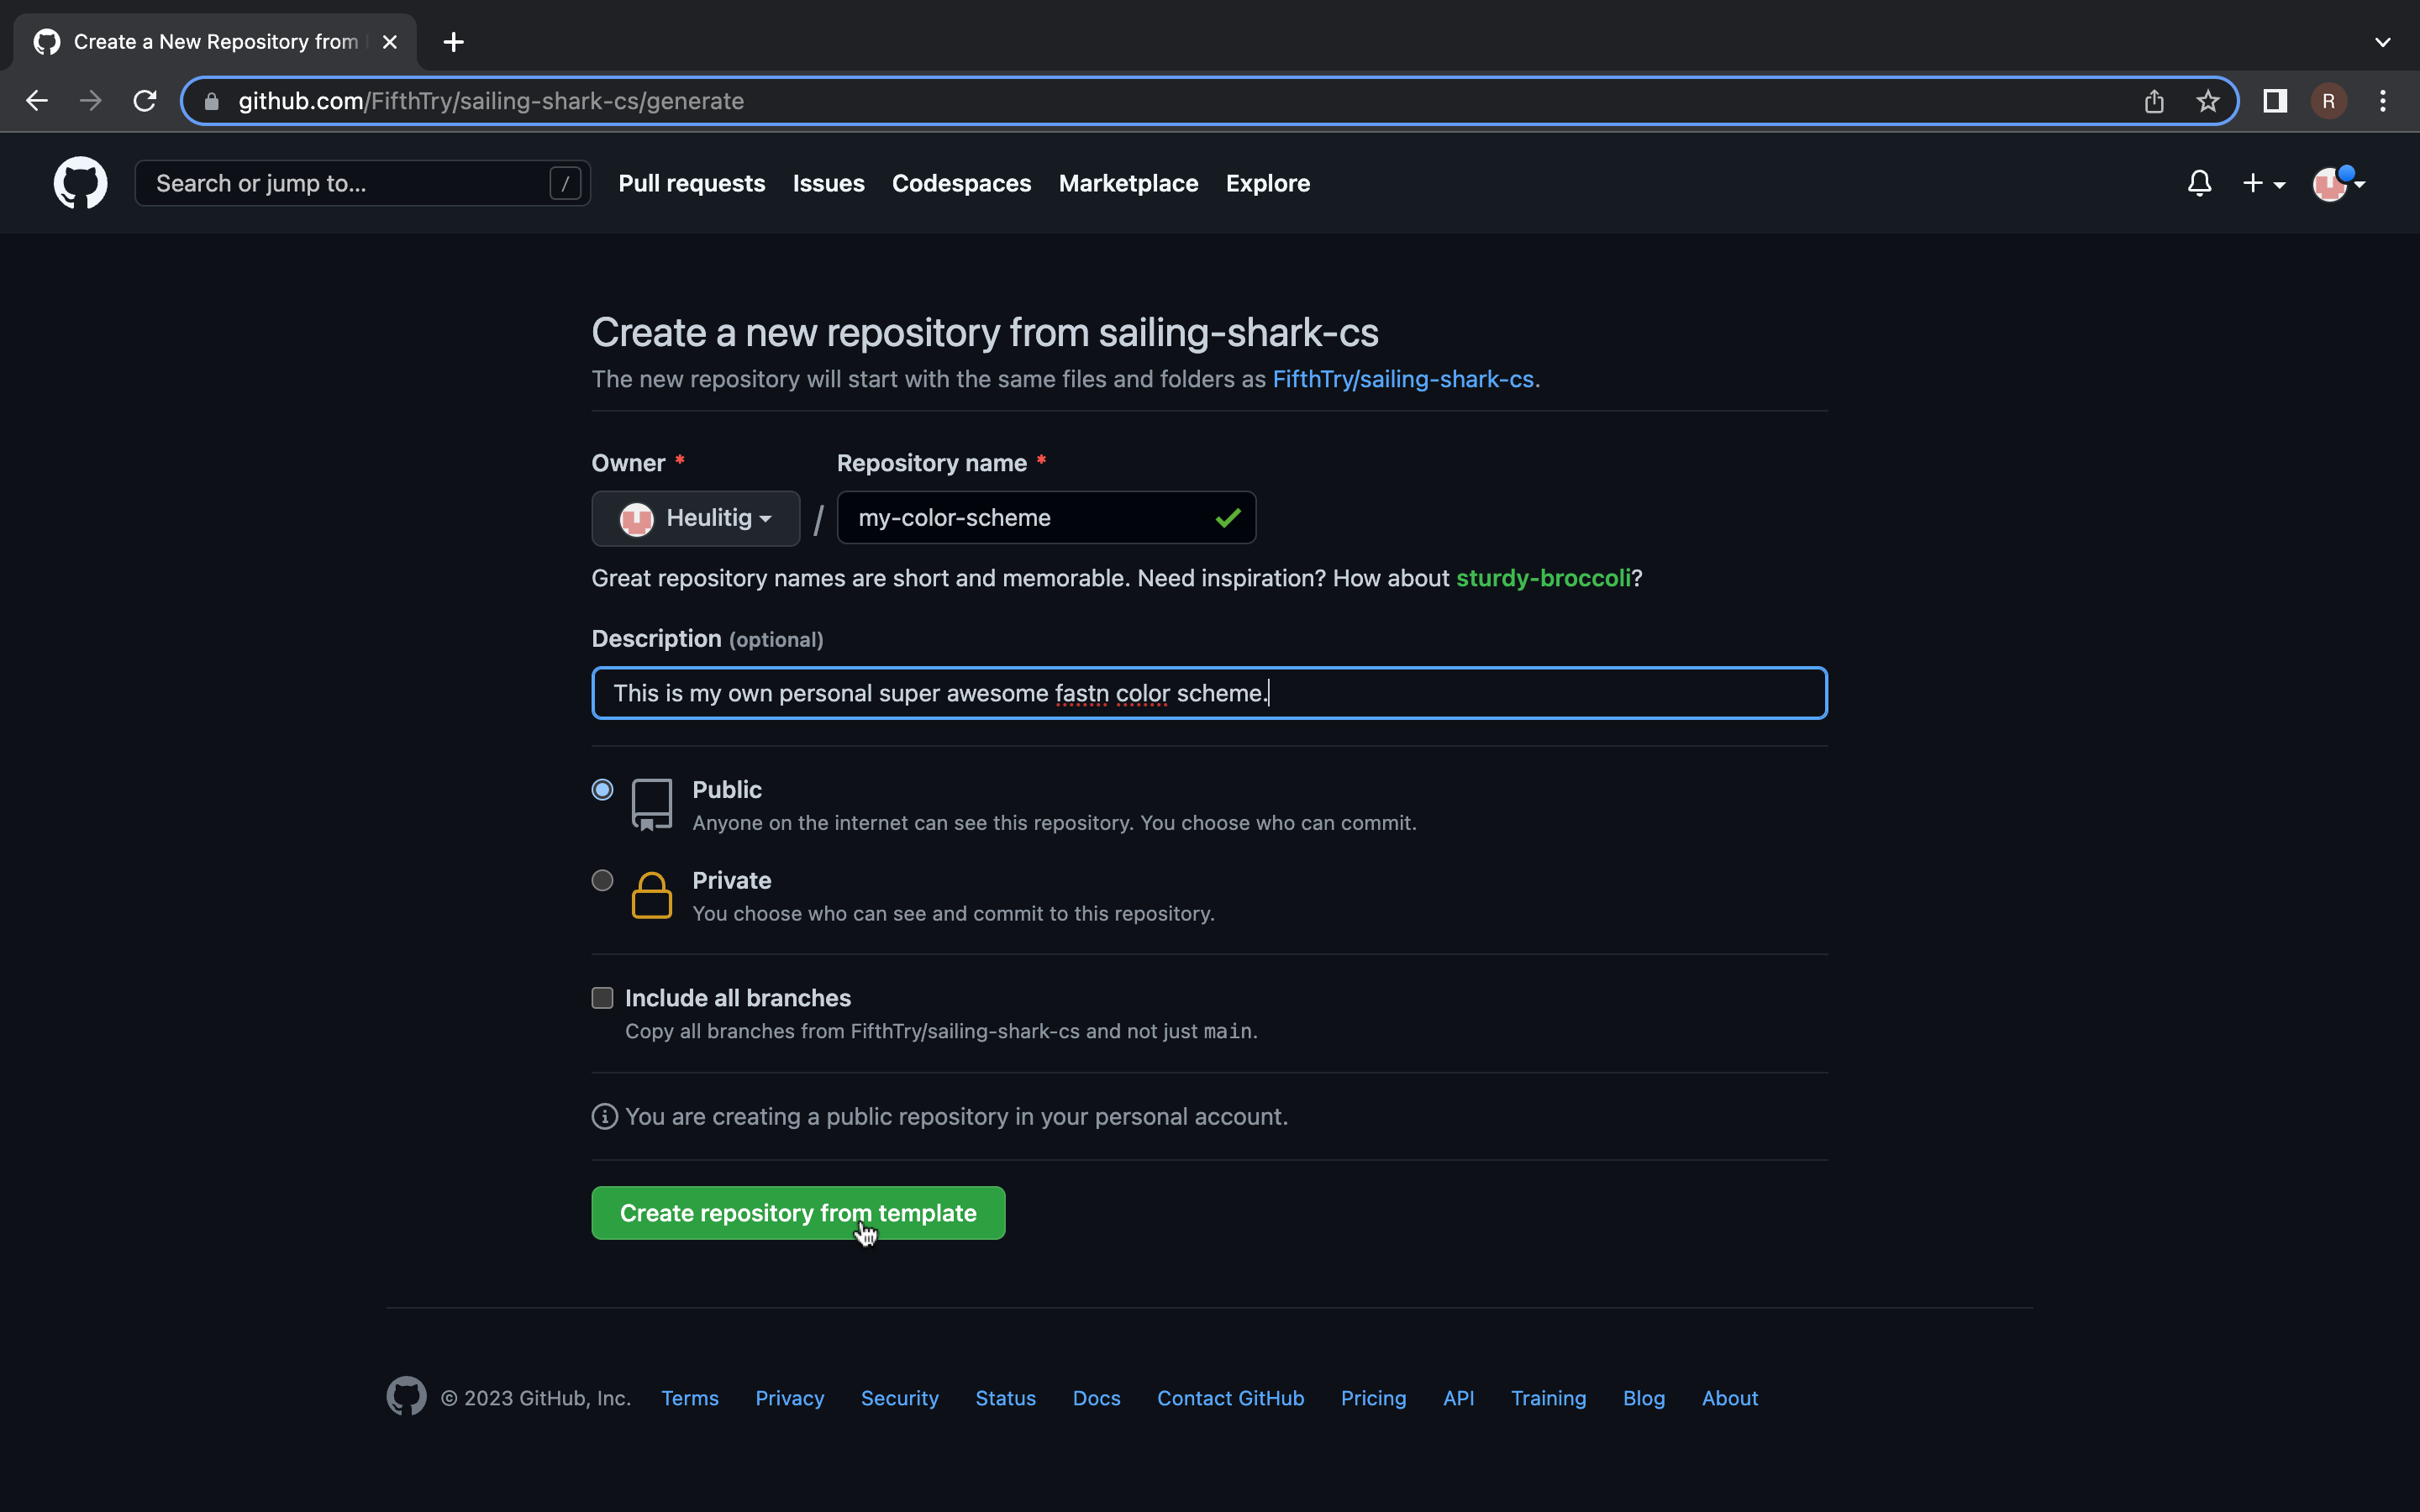 Create a New Repository from
github.com/FifthTry/sailing-shark-cs/generate
R
Search or jump to... /
Pull requests Issues Codespaces Marketplace Explore
Create a new repository from sailing-shark-cs
The new repository will start with the same files and folders as FifthTry/sailing-shark-cs.
Owner * Repository name *
Heulitig / my-color-scheme
Great repository names are short and memorable. Need inspiration? How about sturdy-broccoli?
Description (optional)
This is my own personal super awesome fastn color scheme.
Public
Anyone on the internet can see this repository. You choose who can commit.
Private
You choose who can see and commit to this repository.
Include all branches
Copy all branches from FifthTry/sailing-shark-cs and not just main.
You are creating a public repository in your personal account.
Create repository from template
© 2023 GitHub, Inc. Terms Privacy Security Status Docs Contact GitHub Pricing API Training Blog About